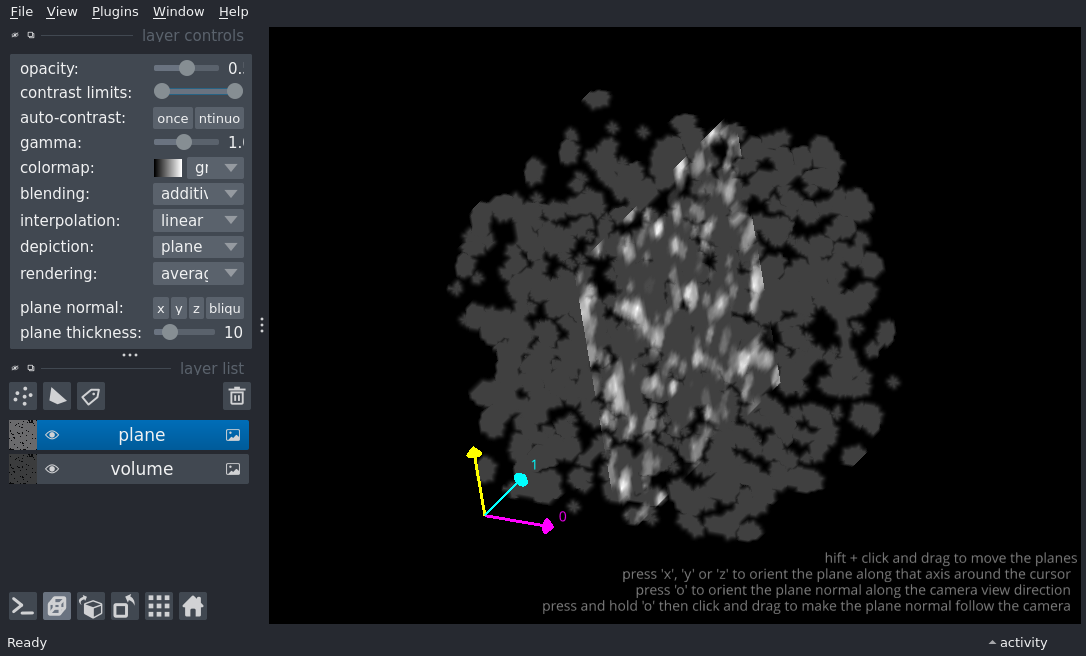 File View Plugins Window Help
layer controls
opacity: 0.
contrast limits:
auto-contrast: once ntinuo
gamma: 1.
colormap: gr
blending: additiv
interpolation: linear
depiction: plane
rendering: averag
plane normal: x y z bliqu
plane thickness: 10
layer list
plane
volume
1
0
hift + click and drag to move the planes
press 'x', 'y' or 'z' to orient the plane along that axis around the cursor
press 'o' to orient the plane normal along the camera view direction
press and hold 'o' then click and drag to make the plane normal follow the camera
Ready
activity